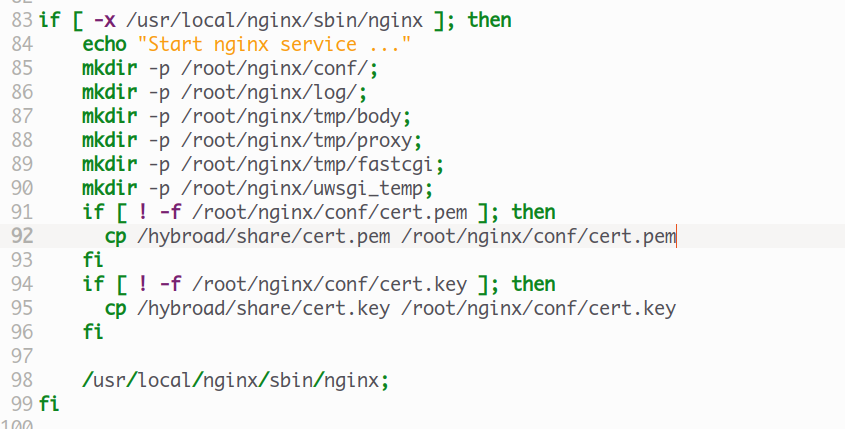 83 if [ -x /usr/local/nginx/sbin/nginx ]; then
84     echo "Start nginx service ..."
85     mkdir -p /root/nginx/conf/;
86     mkdir -p /root/nginx/log/;
87     mkdir -p /root/nginx/tmp/body;
88     mkdir -p /root/nginx/tmp/proxy;
89     mkdir -p /root/nginx/tmp/fastcgi;
90     mkdir -p /root/nginx/uwsgi_temp;
91     if [ ! -f /root/nginx/conf/cert.pem ]; then
92       cp /hybroad/share/cert.pem /root/nginx/conf/cert.pem
93     fi
94     if [ ! -f /root/nginx/conf/cert.key ]; then
95       cp /hybroad/share/cert.key /root/nginx/conf/cert.key
96     fi
97
98     /usr/local/nginx/sbin/nginx;
99 fi
100